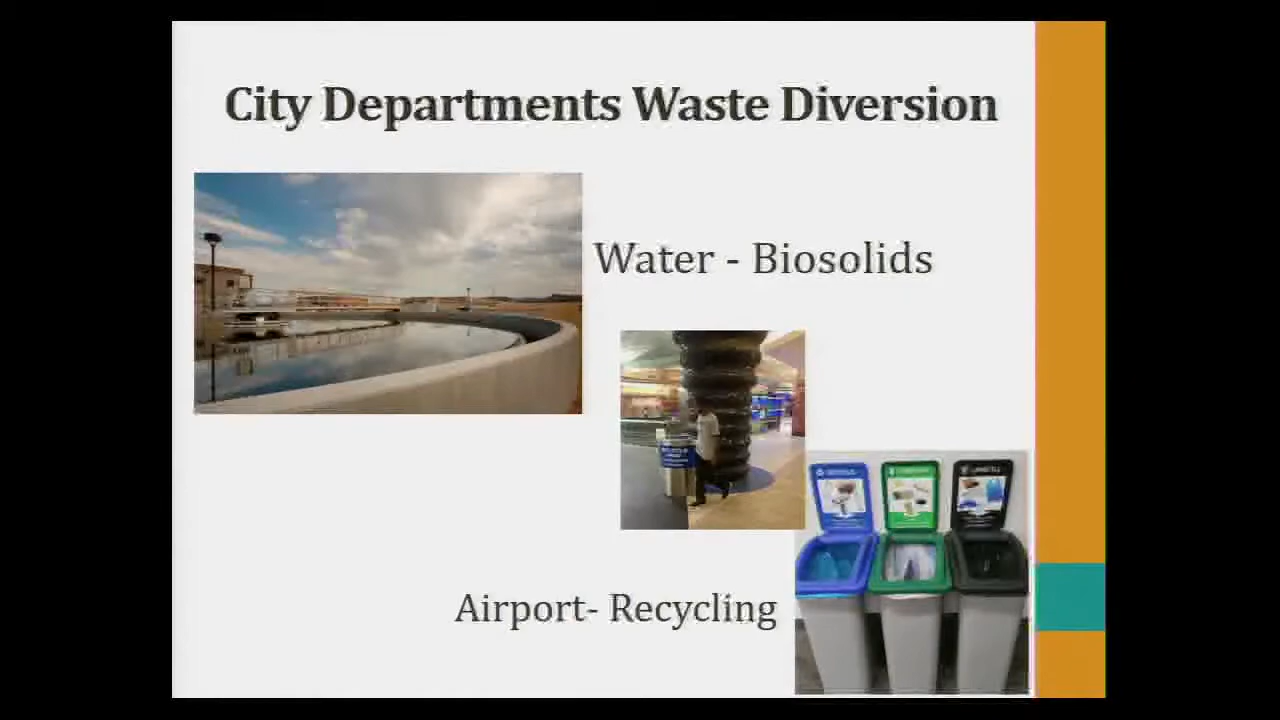 City Departments Waste Diversion
Water - Biosolids
Airport- Recycling